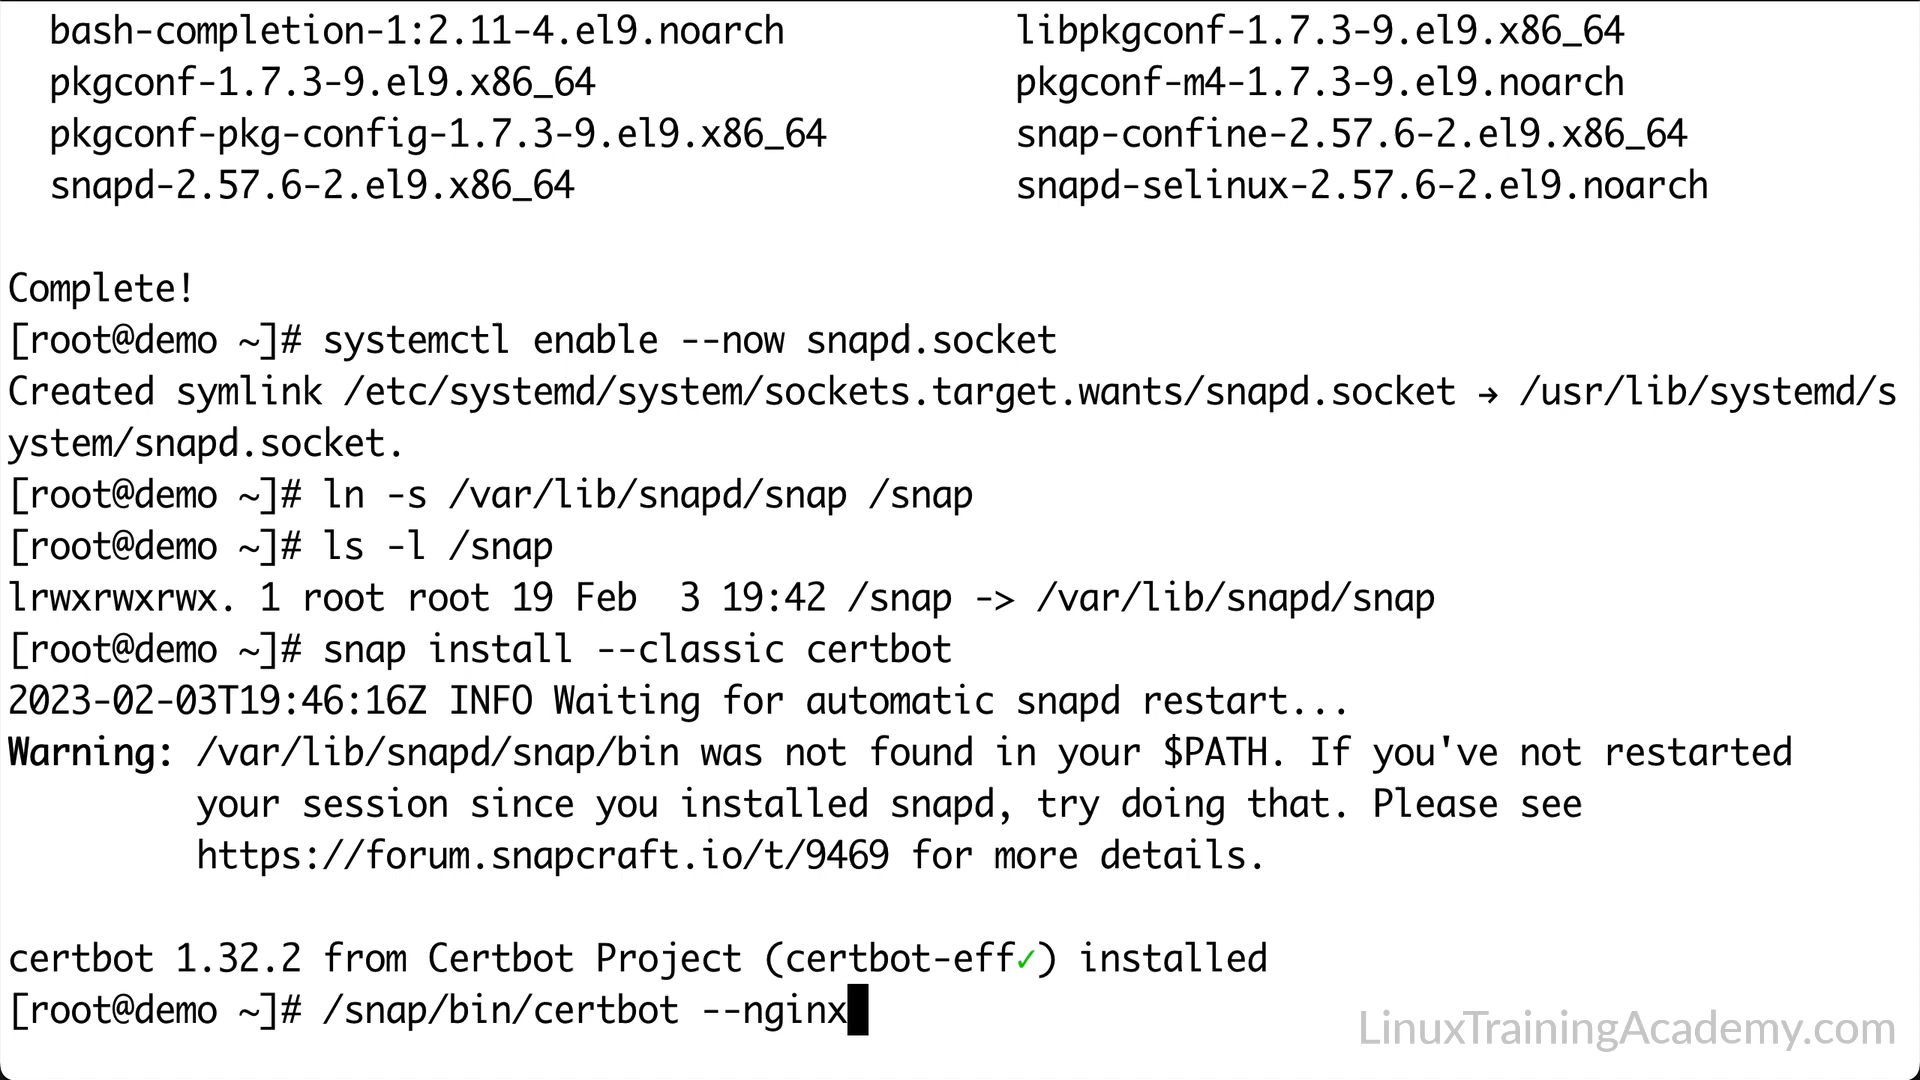 bash-completion-1:2.11-4.el9.noarch libpkgconf-1.7.3-9.el9.x86_64
pkgconf-1.7.3-9.el9.x86_64 pkgconf-m4-1.7.3-9.el9.noarch
pkgconf-pkg-config-1.7.3-9.el9.x86_64 snap-confine-2.57.6-2.el9.x86_64
snapd-2.57.6-2.el9.x86_64 snapd-selinux-2.57.6-2.el9.noarch
Complete!
[root@demo ~]# systemctl enable --now snapd.socket
Created symlink /etc/systemd/system/sockets.target.wants/snapd.socket → /usr/lib/systemd/s
ystem/snapd.socket.
[root@demo ~]# ln -s /var/lib/snapd/snap /snap
[root@demo ~]# ls -l /snap
lrwxrwxrwx. 1 root root 19 Feb  3 19:42 /snap -> /var/lib/snapd/snap
[root@demo ~]# snap install --classic certbot
2023-02-03T19:46:16Z INFO Waiting for automatic snapd restart...
Warning: /var/lib/snapd/snap/bin was not found in your $PATH. If you've not restarted
your session since you installed snapd, try doing that. Please see
https://forum.snapcraft.io/t/9469 for more details.
certbot 1.32.2 from Certbot Project (certbot-eff✓) installed
[root@demo ~]# /snap/bin/certbot --nginx
LinuxTrainingAcademy.com